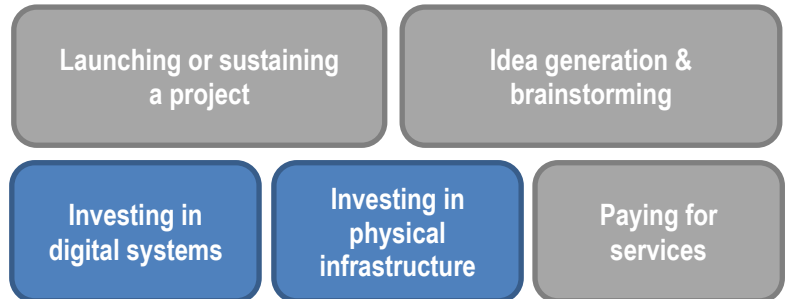 Launching or sustaining
a project
Idea generation &
brainstorming
Investing in
digital systems
Investing in
physical
infrastructure
Paying for
services